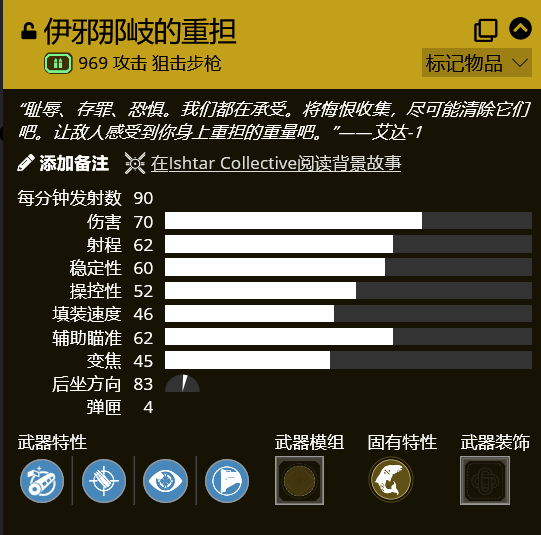 伊邪那岐的重担
969 攻击 狙击步枪
标记物品
“耻辱、存罪、恐惧。我们都在承受。将悔恨收集，尽可能清除它们
吧。让敌人感受到你身上重担的重量吧。”——艾达-1
添加备注 在Ishtar Collective阅读背景故事
每分钟发射数 90
伤害 70
射程 62
稳定性 60
操控性 52
填装速度 46
辅助瞄准 62
变焦 45
后坐方向 83
弹匣 4
武器特性 武器模组 固有特性 武器装饰